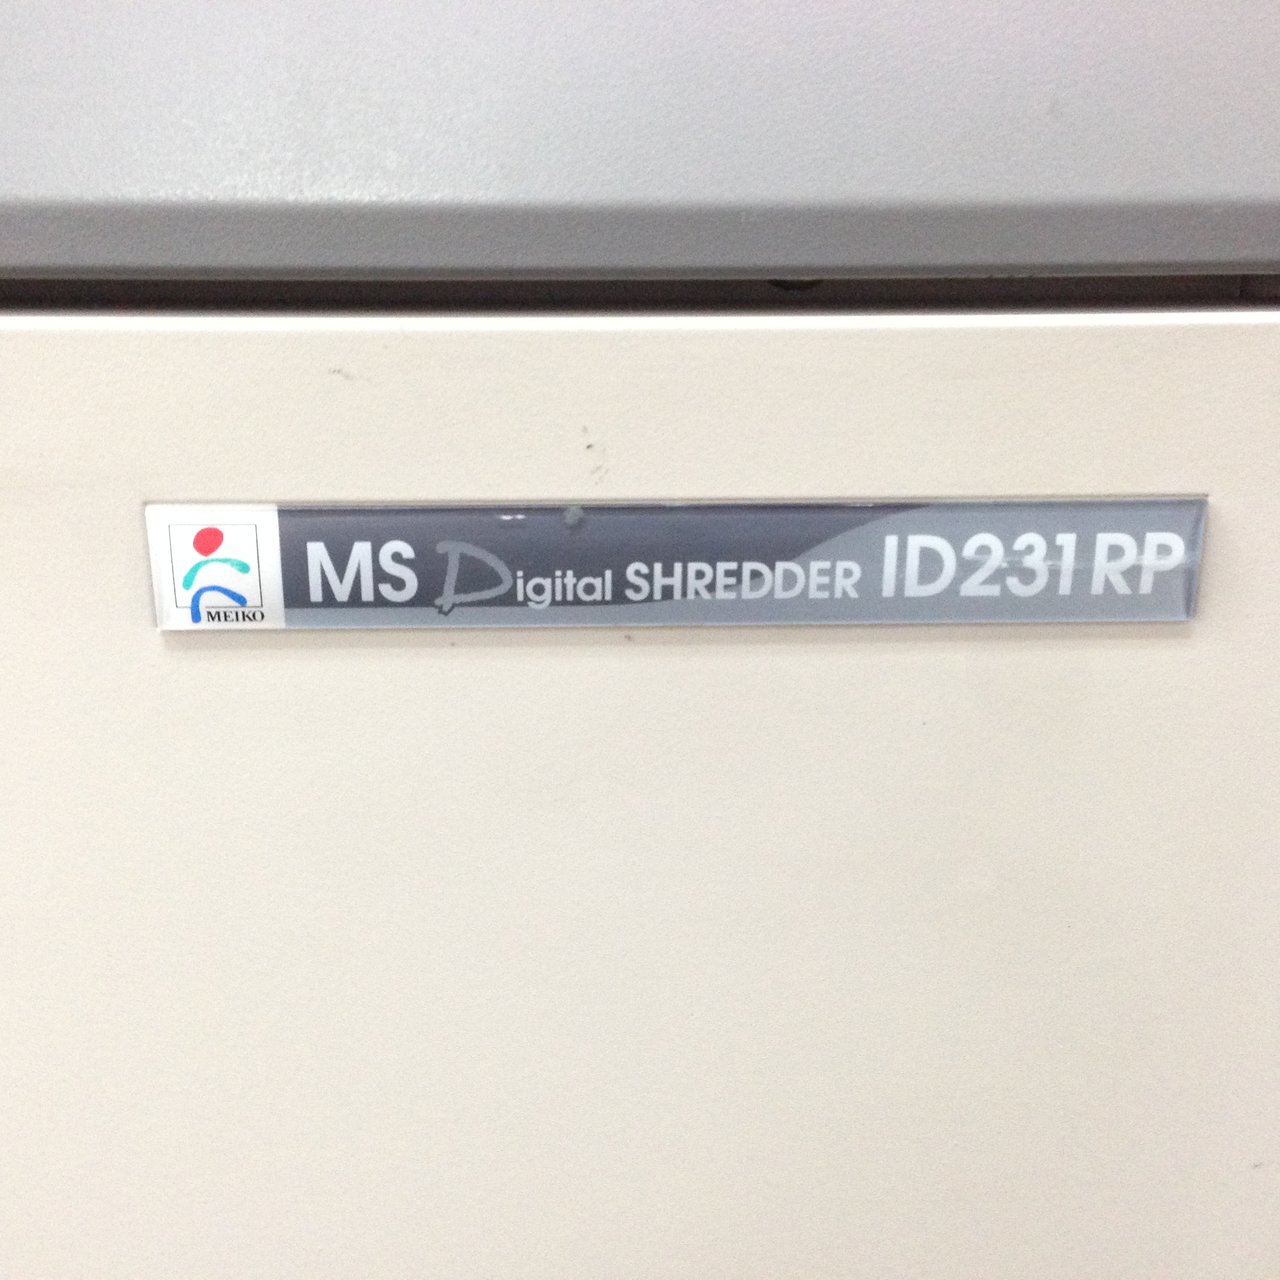 MEIKO
MS Digital SHREDDER ID231RP